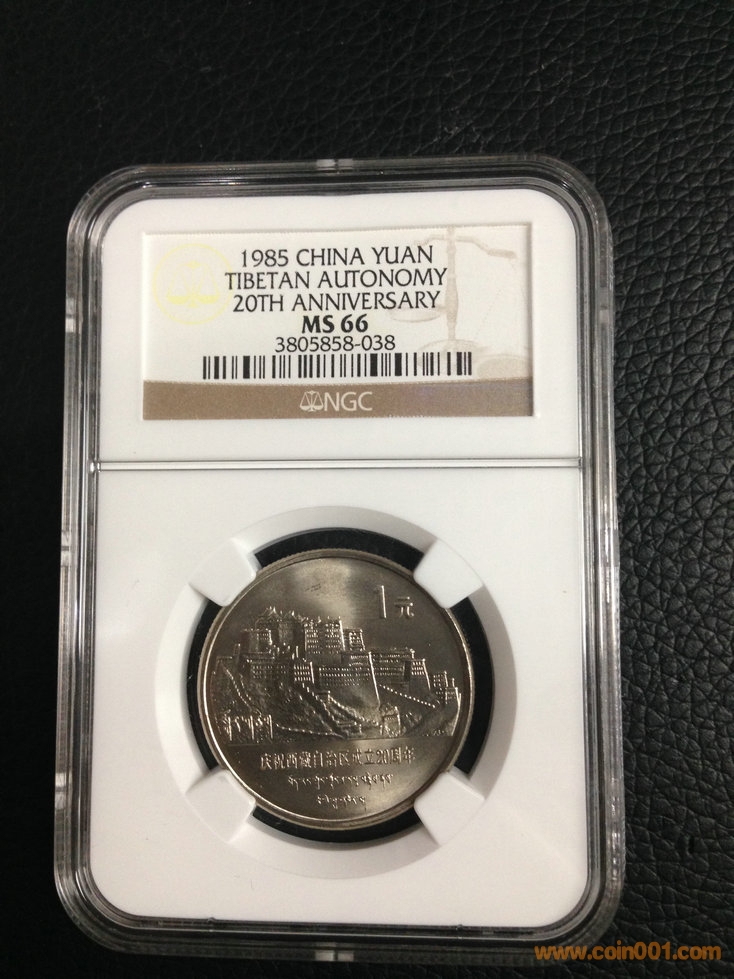 1985 CHINA YUAN
TIBETAN AUTONOMY
20TH ANNIVERSARY
MS 66
3805858-038
NGC
1元
庆祝西藏自治区成立20周年
www.coin001.com